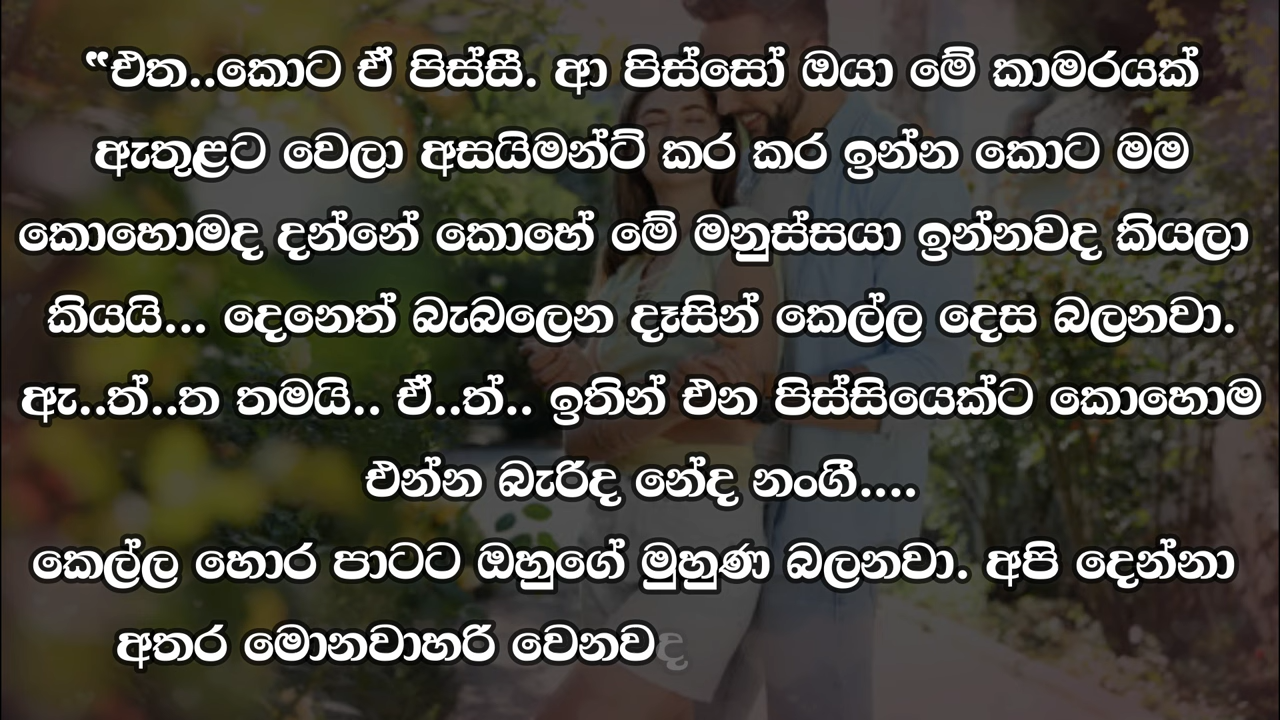 “එත..කොට ඒ පිස්සී. ආ පිස්සෝ ඔයා මේ කාමරයක්
ඇතුළට වෙලා අසයිමන්ට් කර කර ඉන්න කොට මම
කොහොමද දන්නේ කොහේ මේ මනුස්සයා ඉන්නවද කියලා
කියයි... දෙනෙත් බැබලෙන දෑසින් කෙල්ල දෙස බලනවා.
ඇ..ත්..ත තමයි.. ඒ..ත්.. ඉතින් එන පිස්සියෙක්ට කොහොම
එන්න බැරිද නේද නංගී....
කෙල්ල හොර පාටට ඔහුගේ මුහුණ බලනවා. අපි දෙන්නා
අතර මොනවාහරි වෙනවද